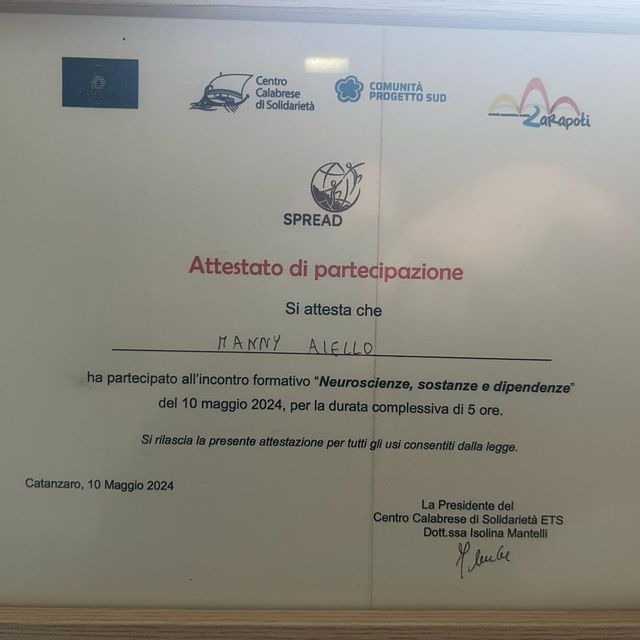 Centro
Calabrese
di Solidarietà
COMUNITÀ
PROGETTO SUD
Zarapoti
SPREAD
Attestato di partecipazione
Si attesta che
MANNY AIELLO
ha partecipato all'incontro formativo "Neuroscienze, sostanze e dipendenze"
del 10 maggio 2024, per la durata complessiva di 5 ore.
Si rilascia la presente attestazione per tutti gli usi consentiti dalla legge.
Catanzaro, 10 Maggio 2024
La Presidente del
Centro Calabrese di Solidarietà ETS
Dott.ssa Isolina Mantelli